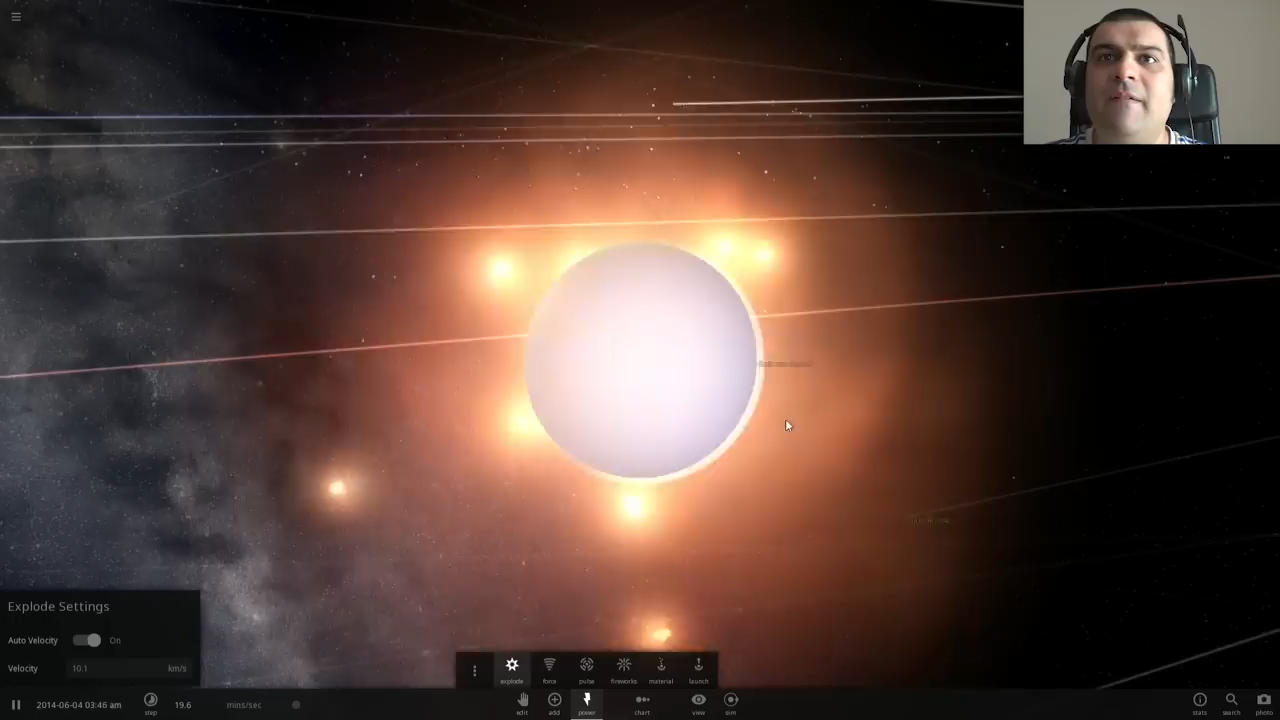 Explode Settings
Auto Velocity On
Velocity 10.1 km/s
explode force pulse fireworks material launch
2014-06-04 03:46 am step 19.6 mins/sec edit add power chart view sim stats search photo